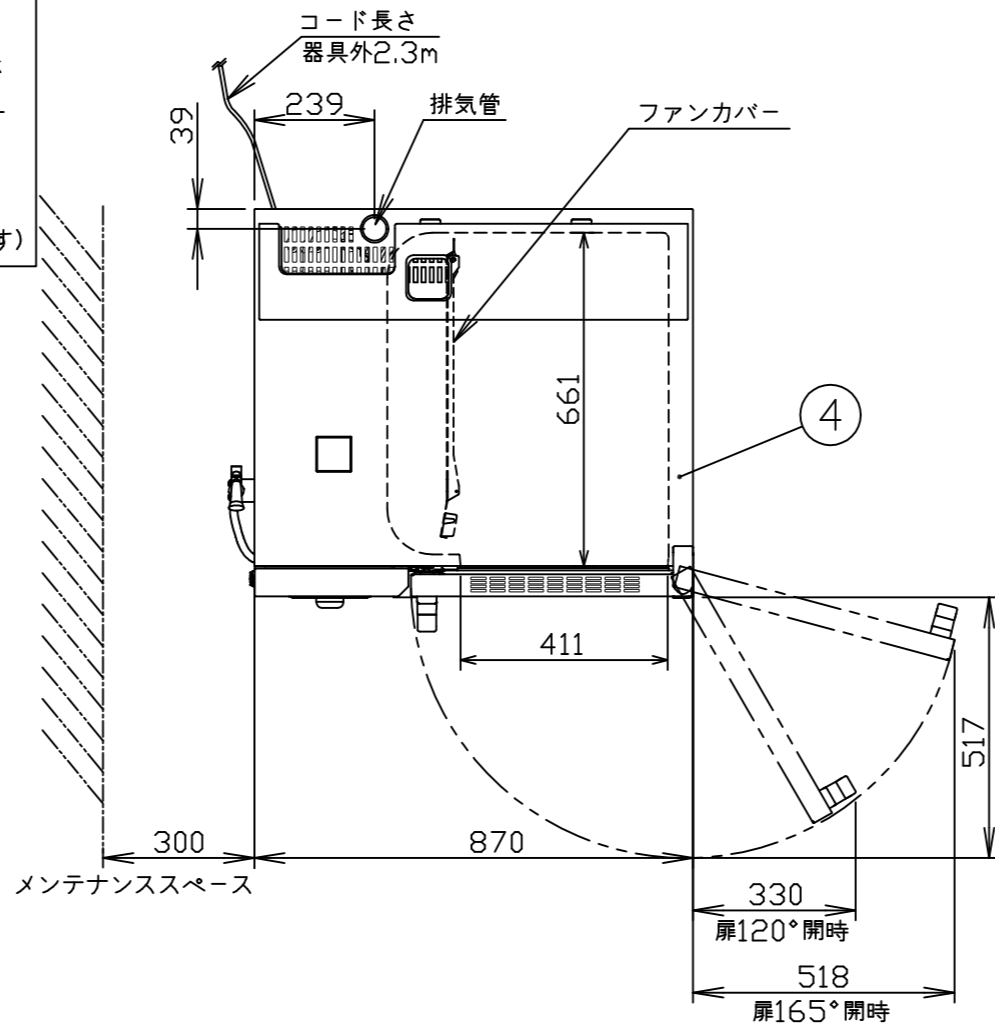 す)
コード長さ
器具外2.3m
239
39
排気管
ファンカバー
661
4
411
517
300
870
メンテナンススペース
330
扉120°開時
518
扉165°開時